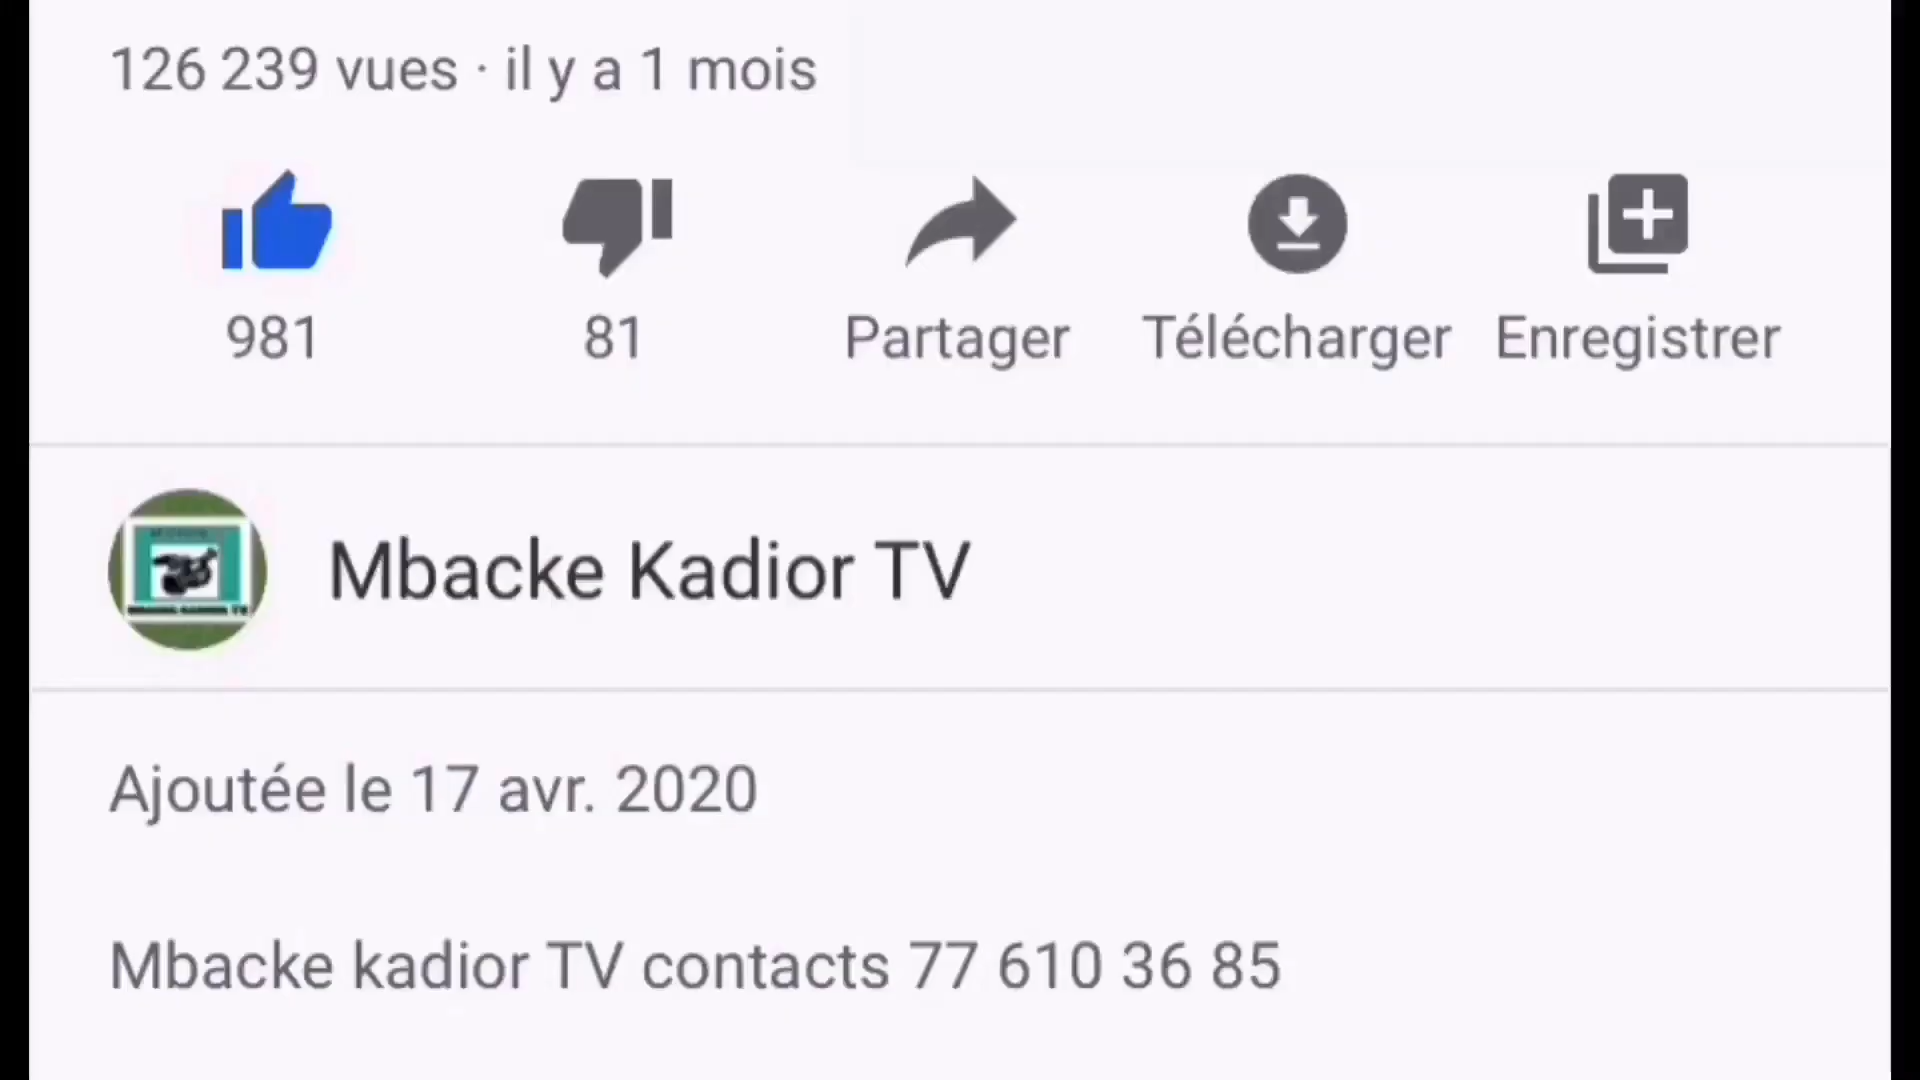 126 239 vues · il y a 1 mois
981 81 Partager Télécharger Enregistrer
Mbacke Kadior TV
Ajoutée le 17 avr. 2020
Mbacke kadior TV contacts 77 610 36 85